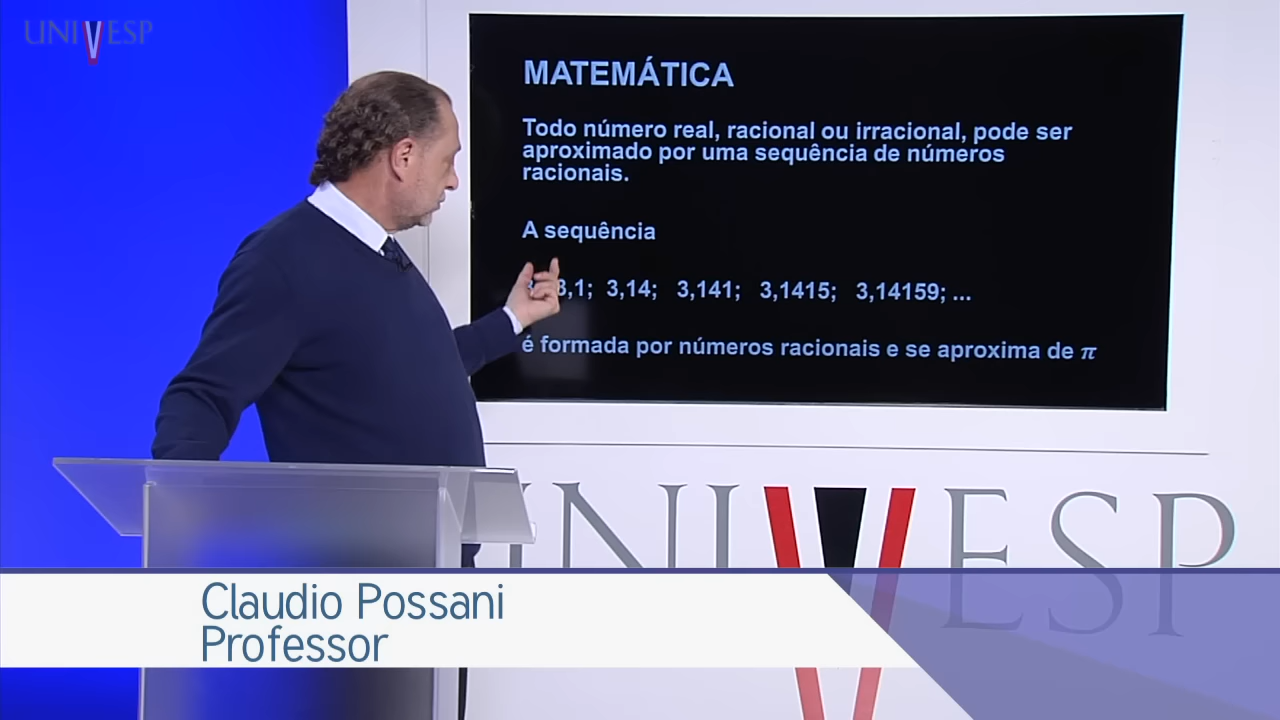 UNIVESP
MATEMÁTICA
Todo número real, racional ou irracional, pode ser
aproximado por uma sequência de números
racionais.
A sequência
3,1; 3,14; 3,141; 3,1415; 3,14159; ...
é formada por números racionais e se aproxima de π
UNIVESP
Claudio Possani
Professor